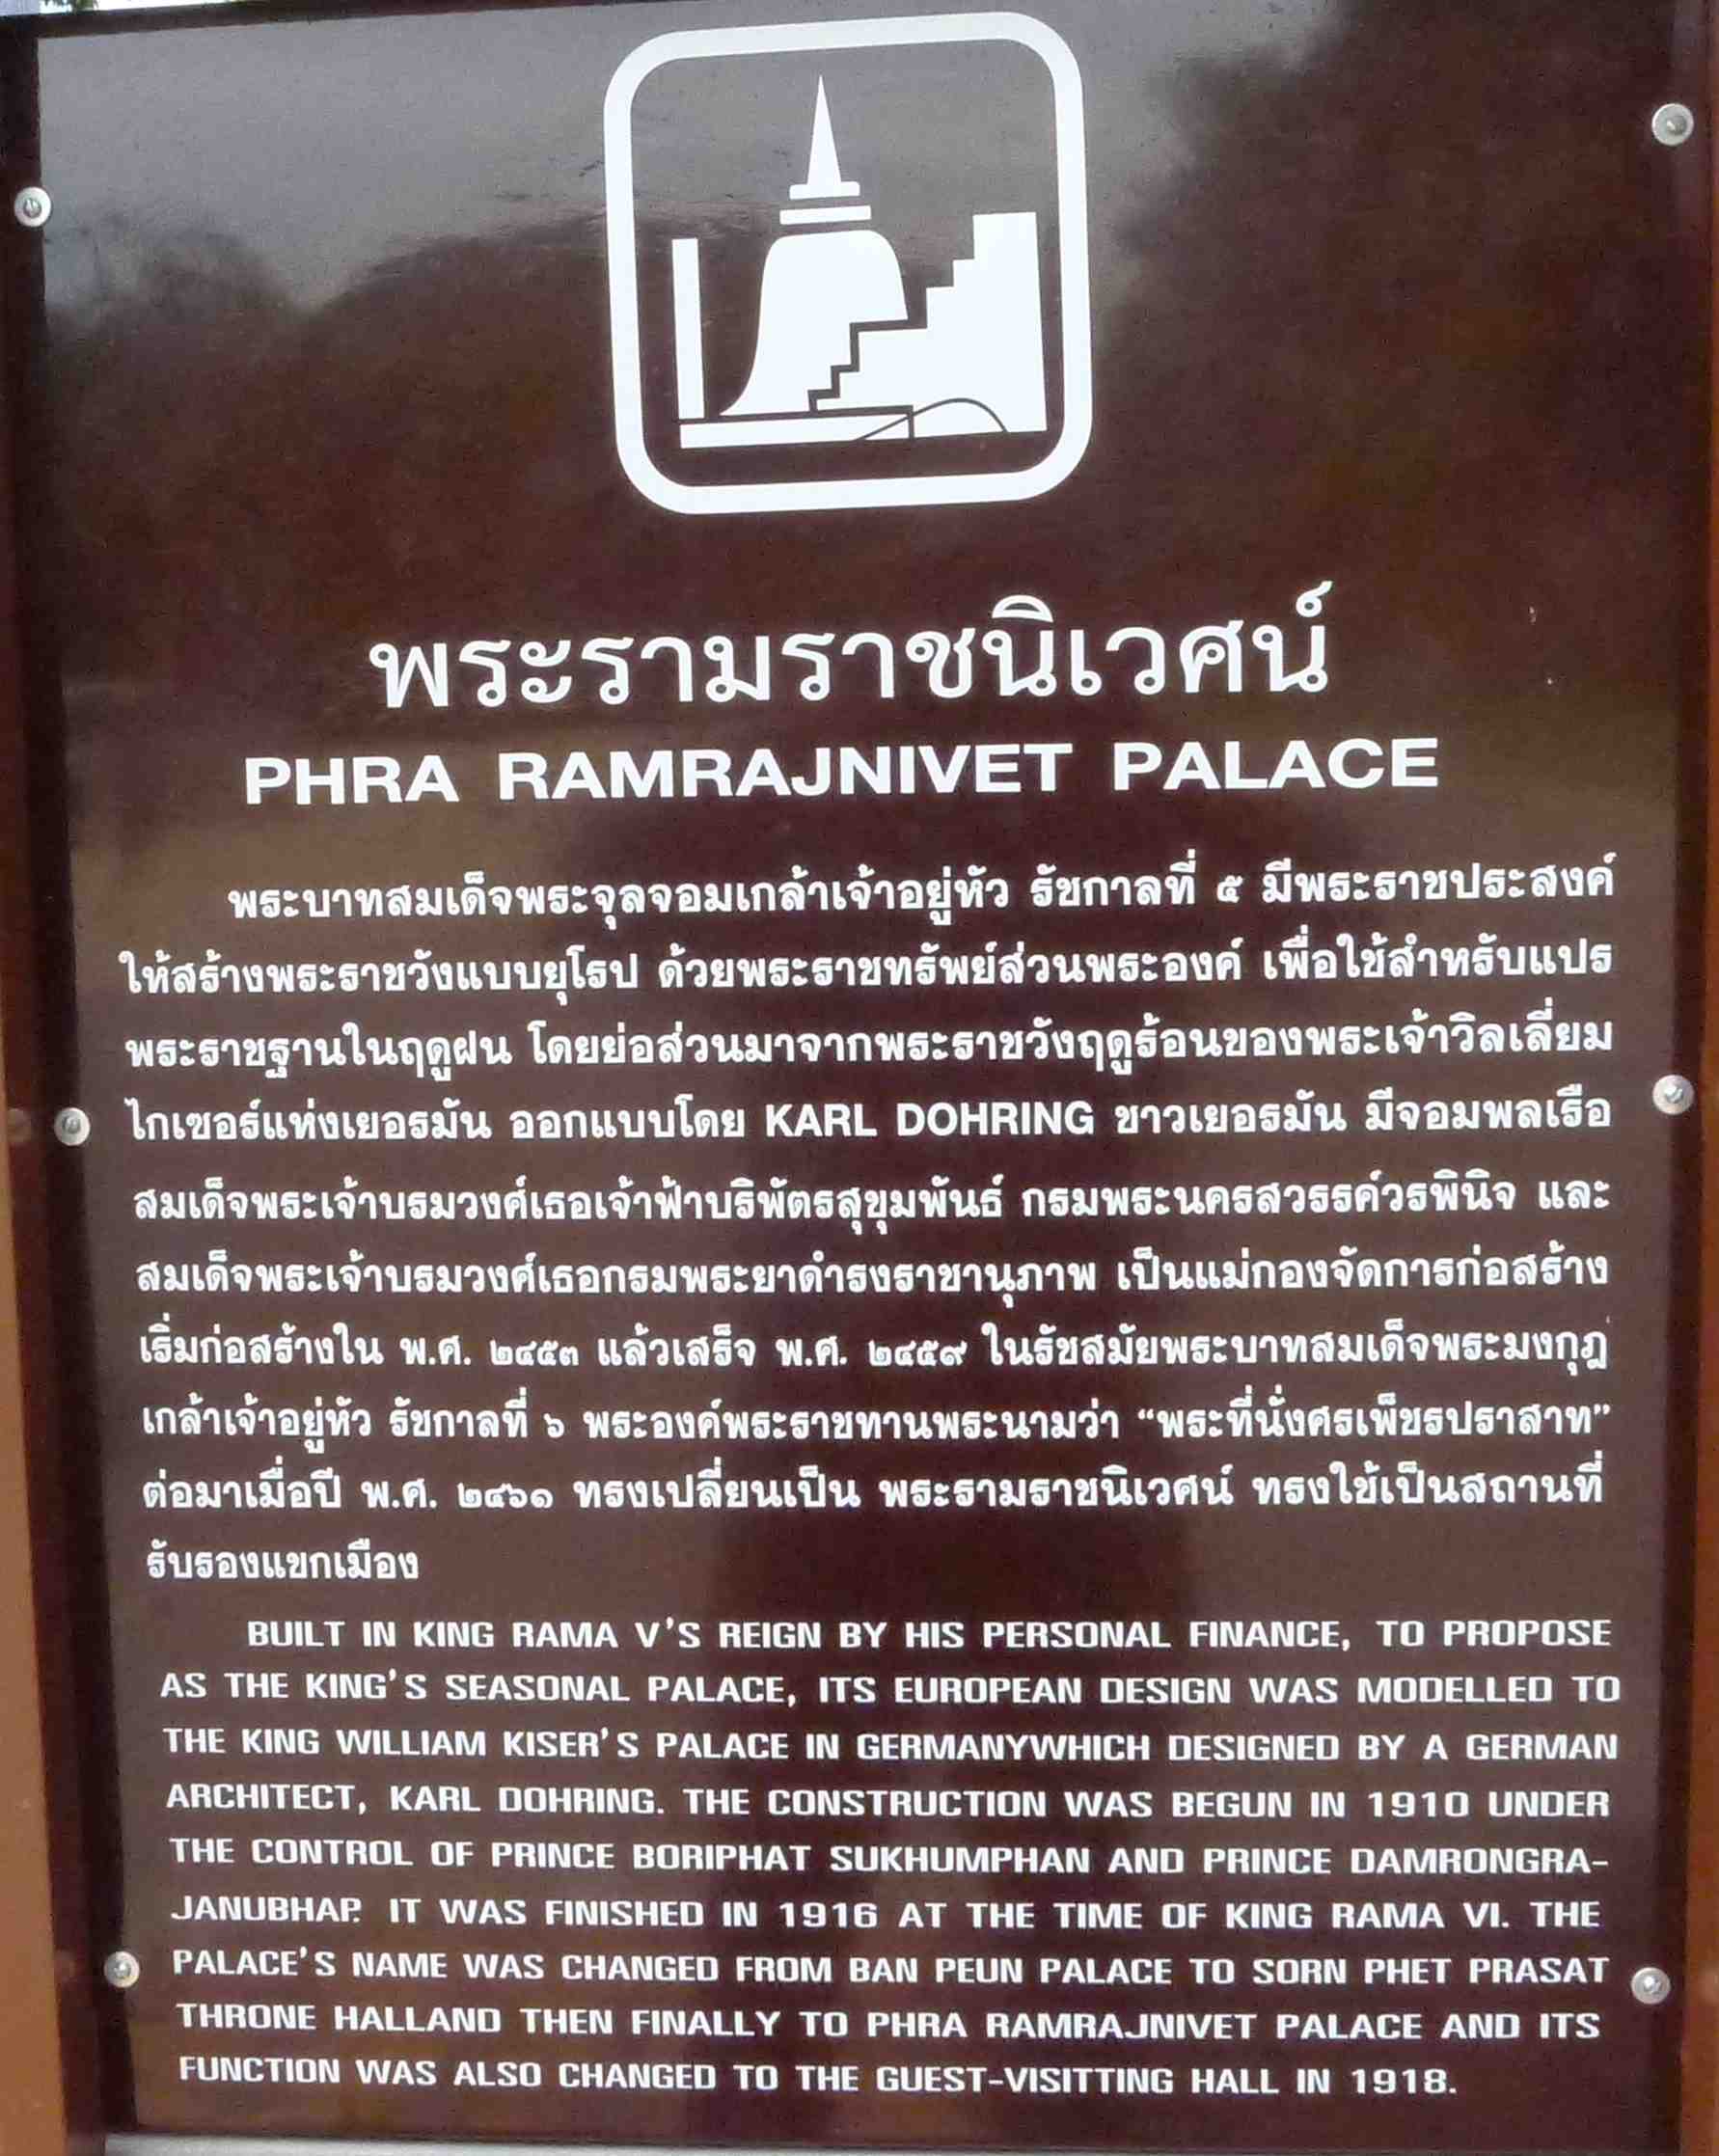 พระรามราชนิเวศน์
PHRA RAMRAJNIVET PALACE
พระบาทสมเด็จพระจุลจอมเกล้าเจ้าอยู่หัว รัชกาลที่ ๕ มีพระราชประสงค์
ให้สร้างพระราชวังแบบยุโรป ด้วยพระราชทรัพย์ส่วนพระองค์ เพื่อใช้สำหรับแปร
พระราชฐานในฤดูฝน โดยย่อส่วนมาจากพระราชวังฤดูร้อนของพระเจ้าวิลเลี่ยม
ไกเซอร์แห่งเยอรมัน ออกแบบโดย KARL DOHRING ชาวเยอรมัน มีจอมพลเรือ
สมเด็จพระเจ้าบรมวงศ์เธอเจ้าฟ้าบริพัตรสุขุมพันธ์ กรมพระนครสวรรค์วรพินิจ และ
สมเด็จพระเจ้าบรมวงศ์เธอกรมพระยาดำรงราชานุภาพ เป็นแม่กองจัดการก่อสร้าง
เริ่มก่อสร้างใน พ.ศ. ๒๔๕๓ แล้วเสร็จ พ.ศ. ๒๔๕๙ ในรัชสมัยพระบาทสมเด็จพระมงกุฎ
เกล้าเจ้าอยู่หัว รัชกาลที่ ๖ พระองค์พระราชทานพระนามว่า “พระที่นั่งศรเพ็ชรปราสาท”
ต่อมาเมื่อปี พ.ศ. ๒๔๖๑ ทรงเปลี่ยนเป็น พระรามราชนิเวศน์ ทรงใช้เป็นสถานที่
รับรองแขกเมือง
BUILT IN KING RAMA V'S REIGN BY HIS PERSONAL FINANCE, TO PROPOSE
AS THE KING'S SEASONAL PALACE, ITS EUROPEAN DESIGN WAS MODELLED TO
THE KING WILLIAM KISER'S PALACE IN GERMANYWHICH DESIGNED BY A GERMAN
ARCHITECT, KARL DOHRING. THE CONSTRUCTION WAS BEGUN IN 1910 UNDER
THE CONTROL OF PRINCE BORIPHAT SUKHUMPHAN AND PRINCE DAMRONGRA-
JANUBHAP. IT WAS FINISHED IN 1916 AT THE TIME OF KING RAMA VI. THE
PALACE'S NAME WAS CHANGED FROM BAN PEUN PALACE TO SORN PHET PRASAT
THRONE HALLAND THEN FINALLY TO PHRA RAMRAJNIVET PALACE AND ITS
FUNCTION WAS ALSO CHANGED TO THE GUEST-VISITTING HALL IN 1918.